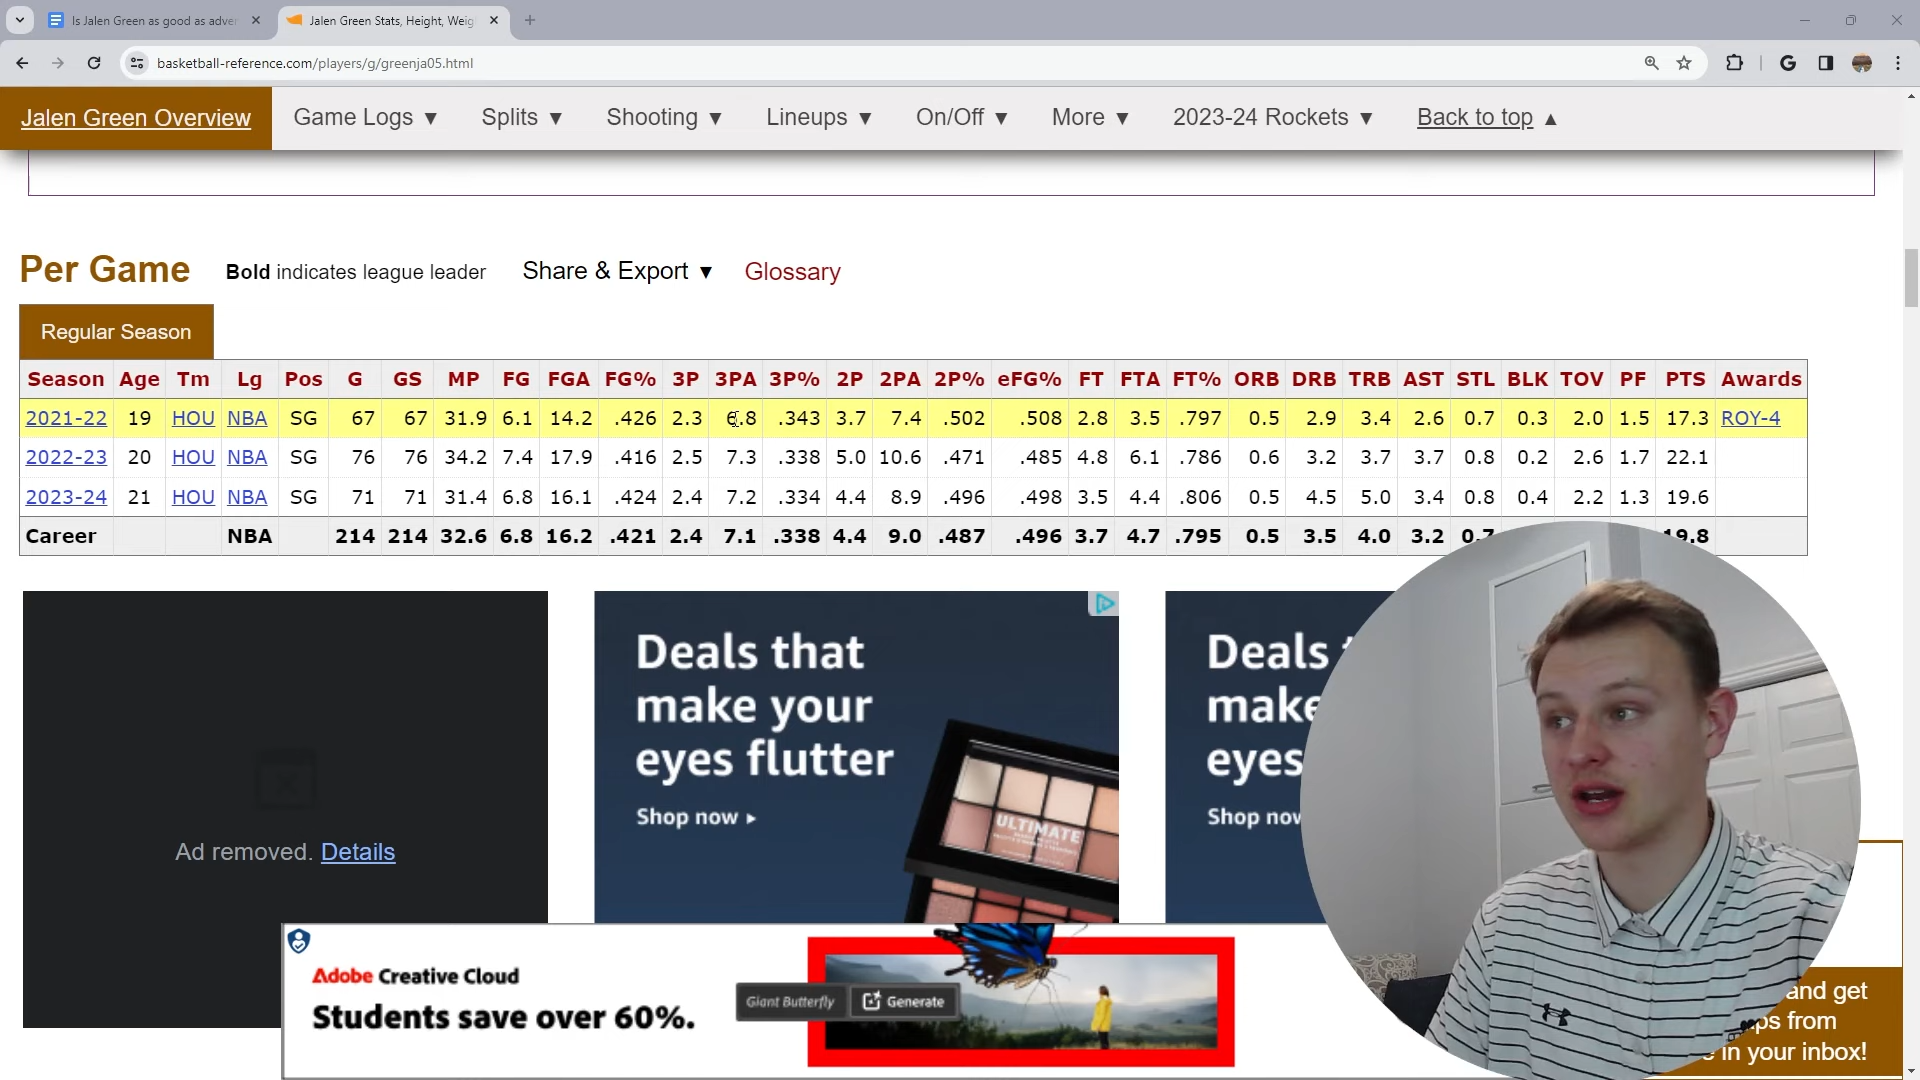 Is Jalen Green as good as adver
Jalen Green Stats, Height, Weig
basketball-reference.com/players/g/greenja05.html
Jalen Green Overview Game Logs ▼ Splits ▼ Shooting ▼ Lineups ▼ On/Off ▼ More ▼ 2023-24 Rockets ▼ Back to top ▲
Per Game Bold indicates league leader Share & Export ▼ Glossary
Regular Season
Season Age Tm Lg Pos G GS MP FG FGA FG% 3P 3PA 3P% 2P 2PA 2P% eFG% FT FTA FT% ORB DRB TRB AST STL BLK TOV PF PTS Awards
2021-22 19 HOU NBA SG 67 67 31.9 6.1 14.2 .426 2.3 6.8 .343 3.7 7.4 .502 .508 2.8 3.5 .797 0.5 2.9 3.4 2.6 0.7 0.3 2.0 1.5 17.3 ROY-4
2022-23 20 HOU NBA SG 76 76 34.2 7.4 17.9 .416 2.5 7.3 .338 5.0 10.6 .471 .485 4.8 6.1 .786 0.6 3.2 3.7 3.7 0.8 0.2 2.6 1.7 22.1
2023-24 21 HOU NBA SG 71 71 31.4 6.8 16.1 .424 2.4 7.2 .334 4.4 8.9 .496 .498 3.5 4.4 .806 0.5 4.5 5.0 3.4 0.8 0.4 2.2 1.3 19.6
Career NBA 214 214 32.6 6.8 16.2 .421 2.4 7.1 .338 4.4 9.0 .487 .496 3.7 4.7 .795 0.5 3.5 4.0 3.2 0.7 19.8
Ad removed. Details
Deals that
make your
eyes flutter
Shop now ▸
ULTIMATE
Deals
make
eyes
Shop now
Adobe Creative Cloud
Students save over 60%.
Giant Butterfly Generate
and get
ps from
in your inbox!